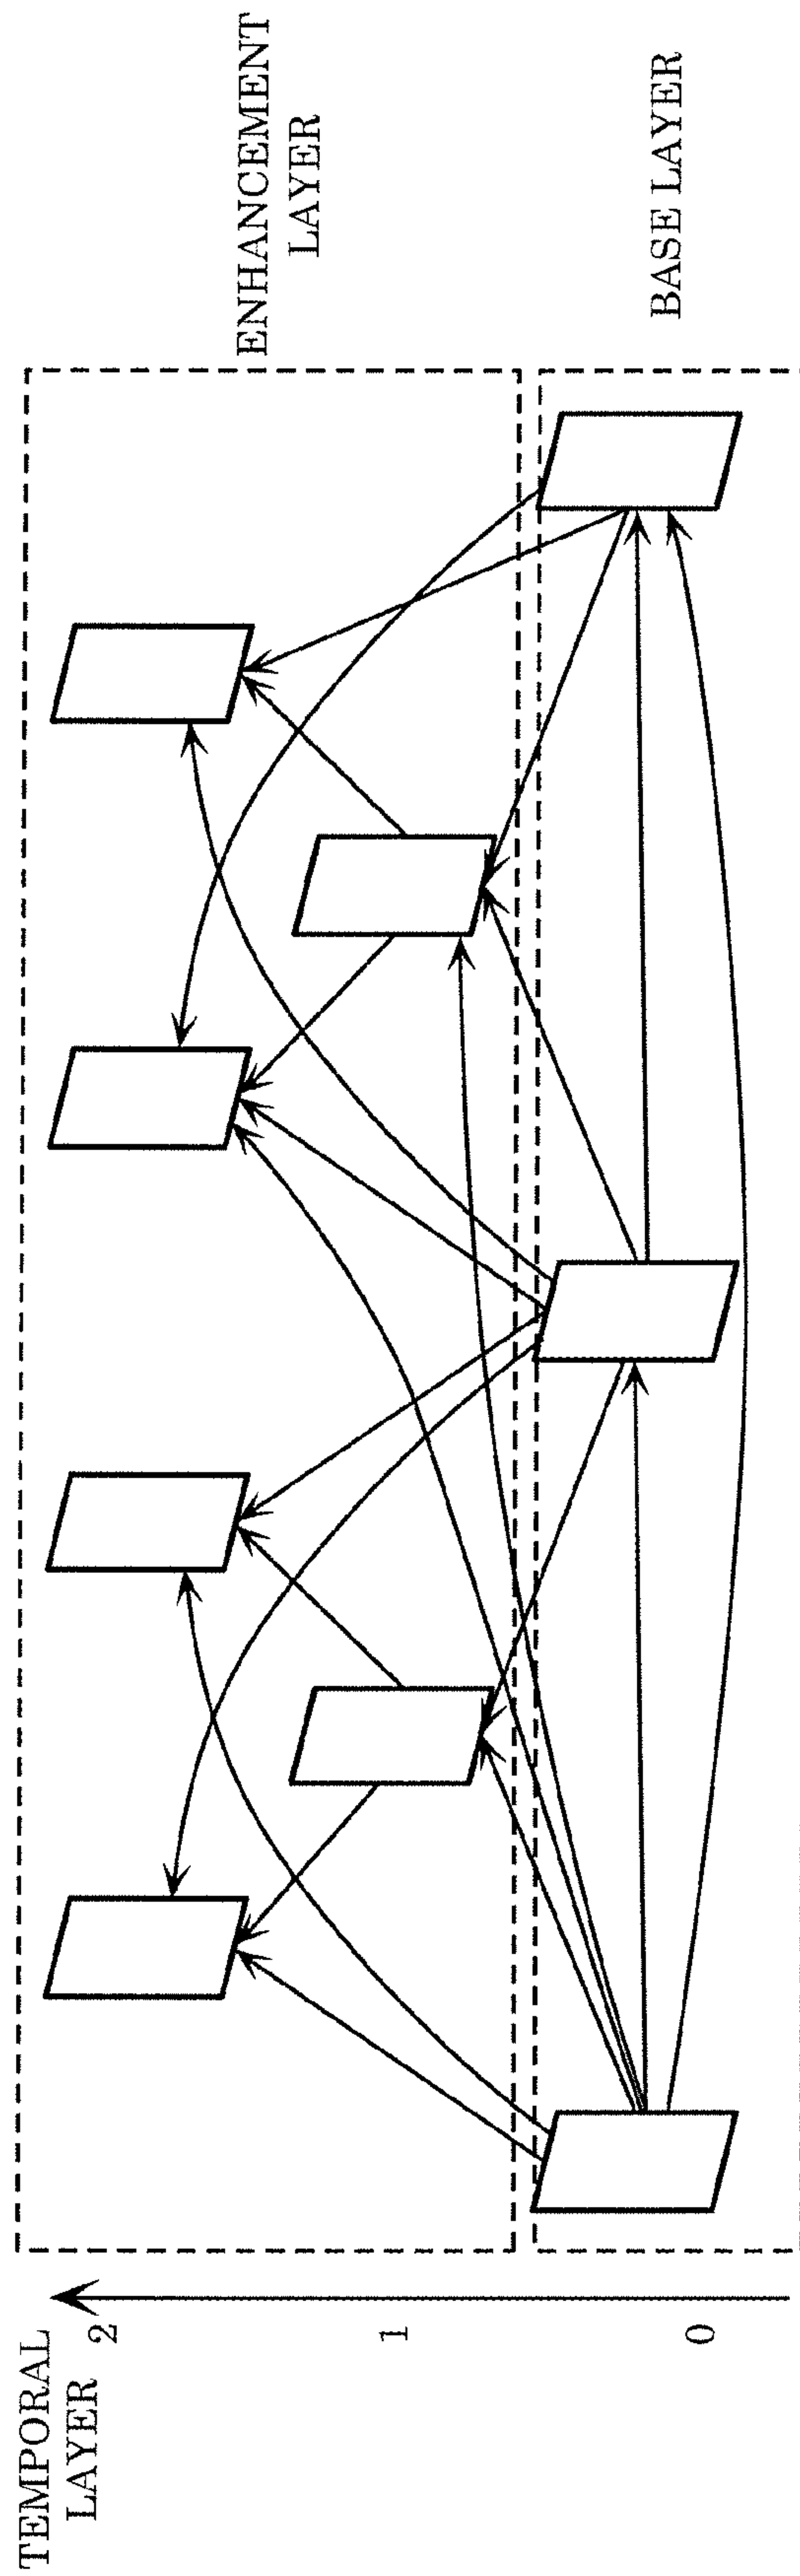 TEMPORAL
LAYER
2
1
0
ENHANCEMENT
LAYER
BASE LAYER